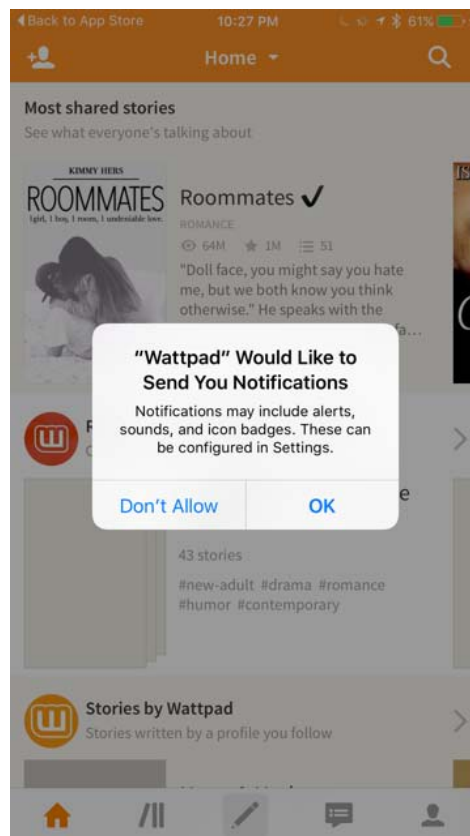 Back to App Store
10:27 PM
61%
Home
Most shared stories
See what everyone's talking about
KIMMY HERS
ROOMMATES
1girl, 1 boy, 1 room, 1 undeniable love.
Roommates ✔
ROMANCE
64M 1M 51
"Doll face, you might say you hate
me, but we both know you think
otherwise." He speaks with the
"Wattpad" Would Like to
Send You Notifications
Notifications may include alerts,
sounds, and icon badges. These can
be configured in Settings.
Don't Allow
OK
43 stories
#new-adult #drama #romance
#humor #contemporary
Stories by Wattpad
Stories written by a profile you follow